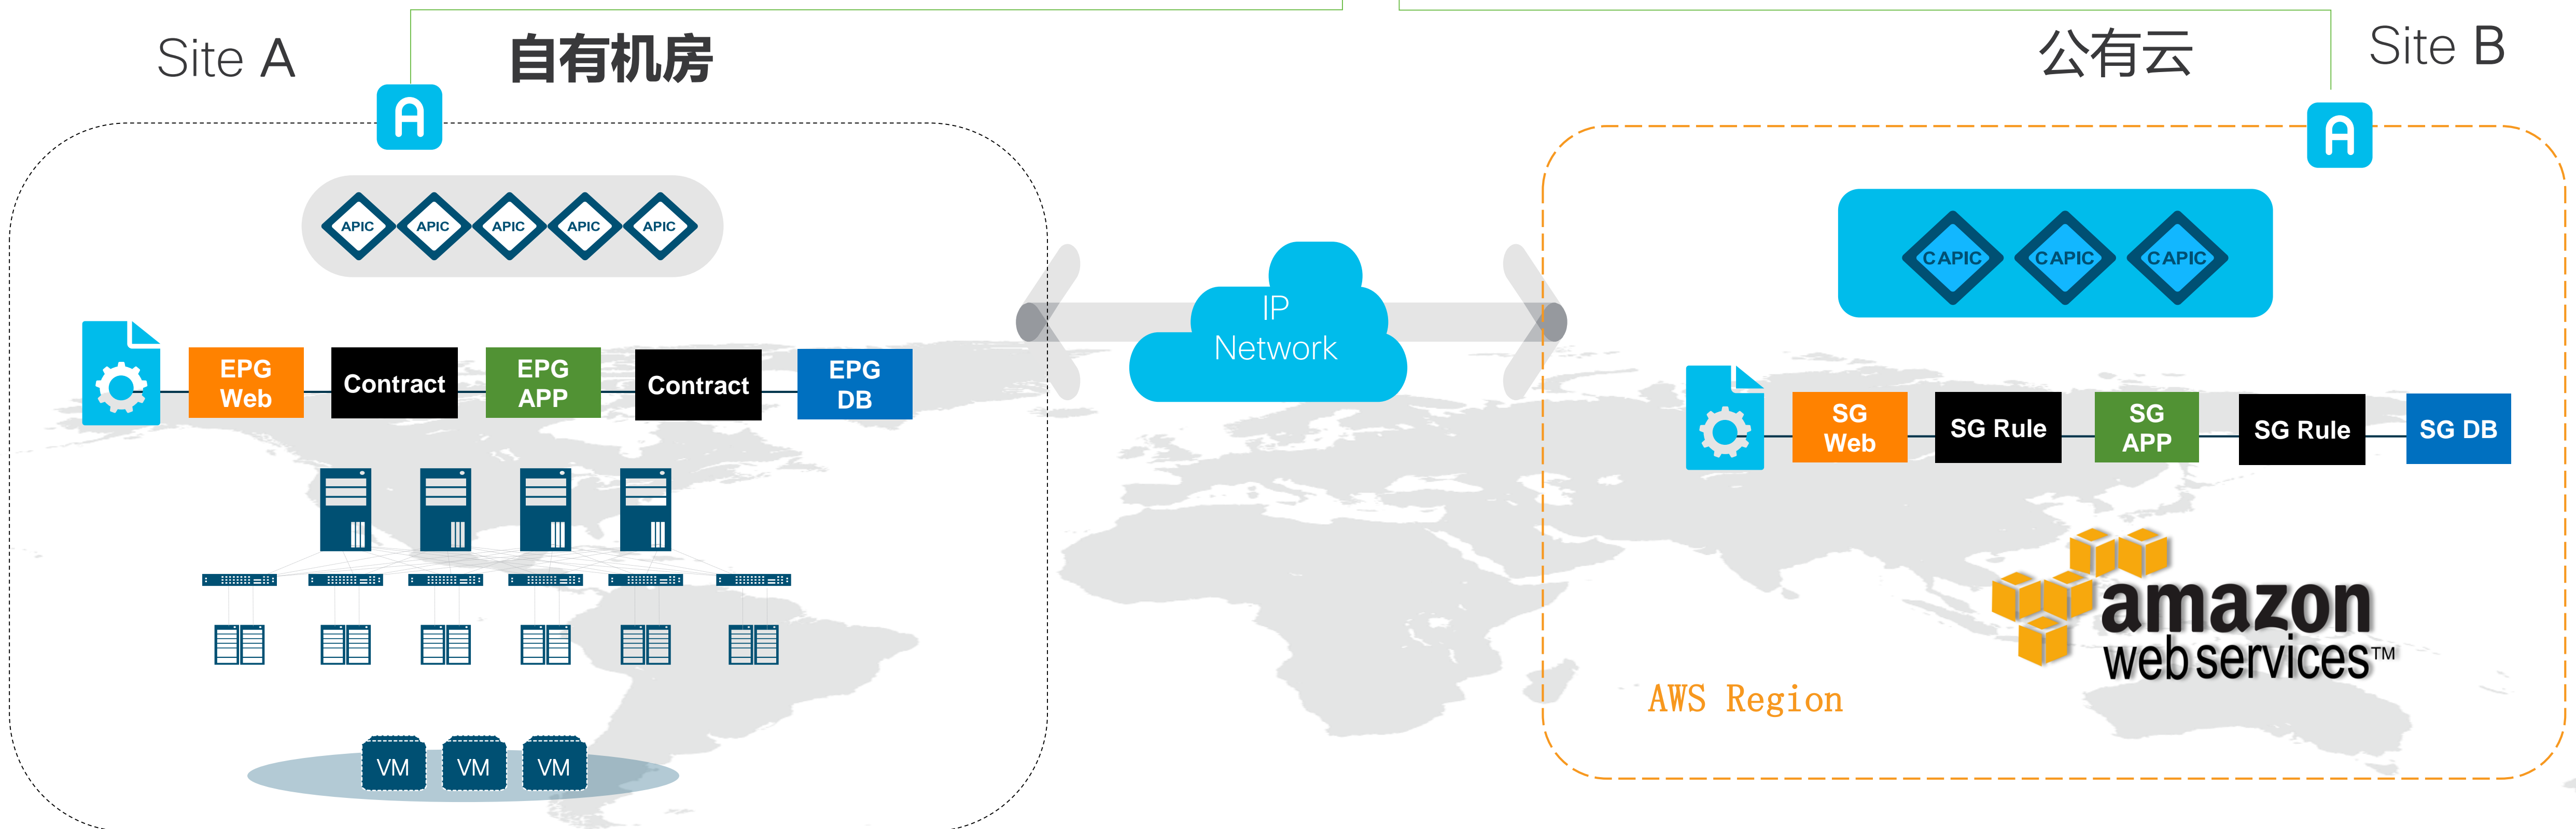 Site A
自有机房
公有云
Site B
A
A
APIC
APIC
APIC
APIC
APIC
CAPIC
CAPIC
CAPIC
IP
Network
EPG
Web
Contract
EPG
APP
Contract
EPG
DB
SG
Web
SG Rule
SG
APP
SG Rule
SG DB
amazon
web services™
AWS Region
VM
VM
VM